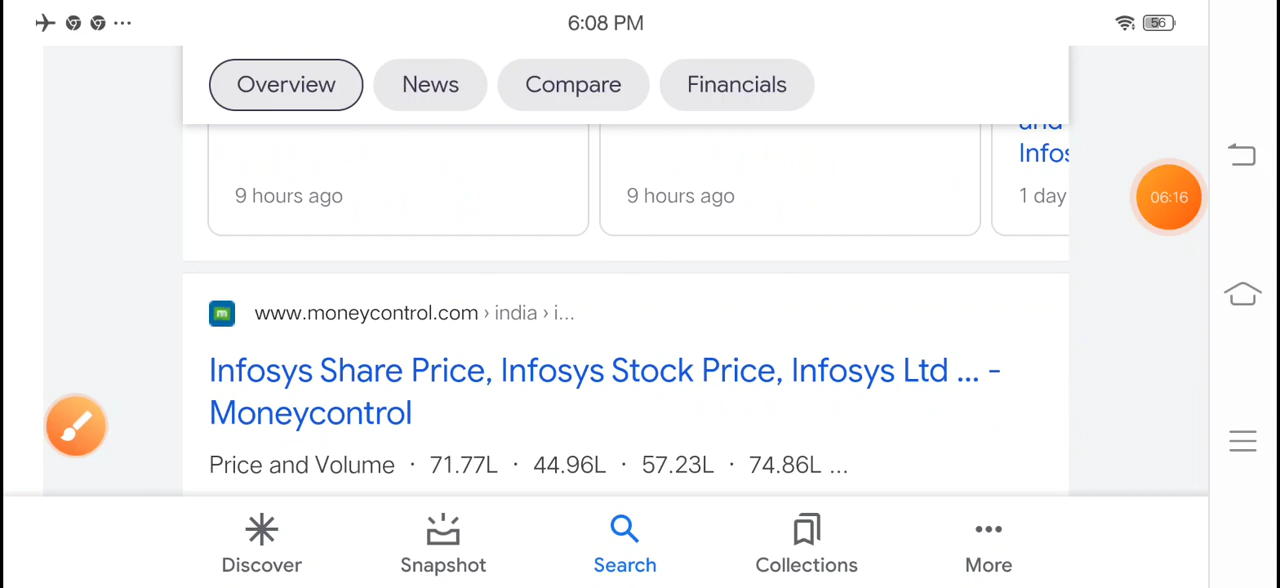 6:08 PM
56
Overview
News
Compare
Financials
and
Infos
9 hours ago
9 hours ago
1 day
06:16
m
www.moneycontrol.com › india › i...
Infosys Share Price, Infosys Stock Price, Infosys Ltd ... -
Moneycontrol
Price and Volume · 71.77L · 44.96L · 57.23L · 74.86L ...
Discover
Snapshot
Search
Collections
More